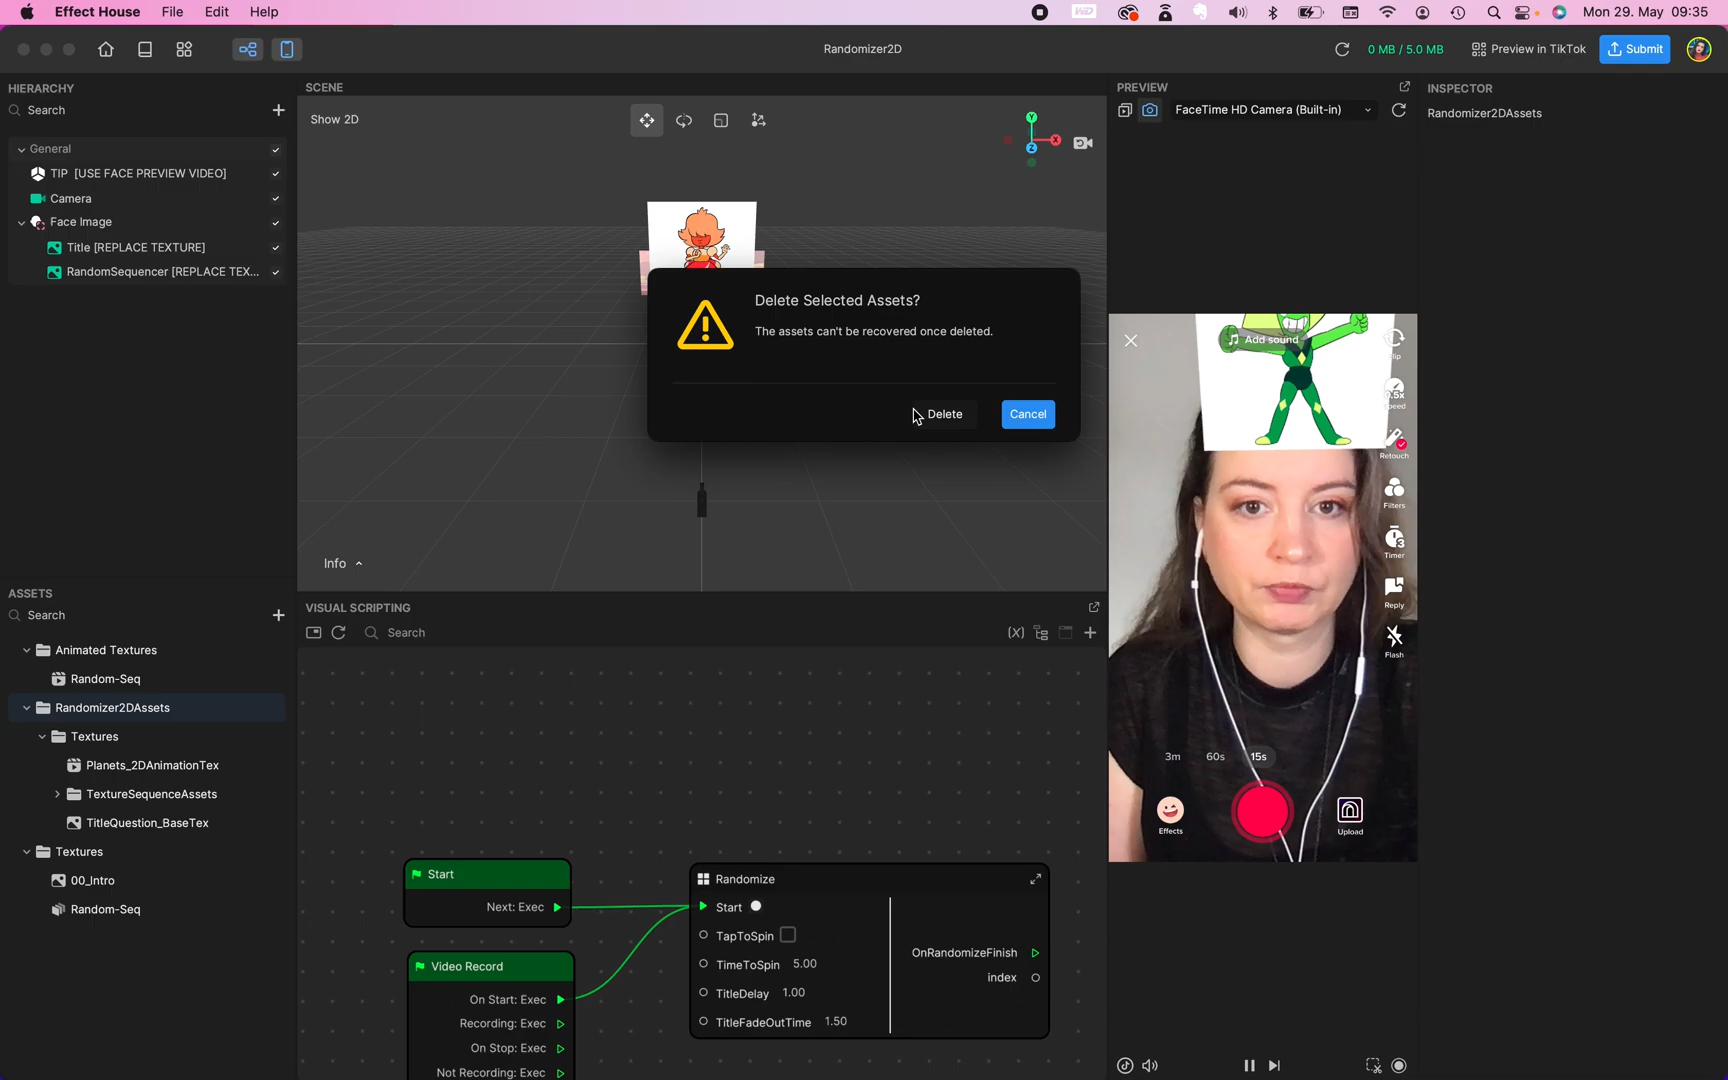 Effect House File Edit Help
Mon 29. May 09:35
Randomizer2D
0 MB / 5.0 MB
Preview in TikTok
Submit
HIERARCHY
Search
General
TIP [USE FACE PREVIEW VIDEO]
Camera
Face Image
Title [REPLACE TEXTURE]
RandomSequencer [REPLACE TEX...
SCENE
Show 2D
Y
X
Z
Delete Selected Assets?
The assets can't be recovered once deleted.
Delete
Cancel
Info
PREVIEW
FaceTime HD Camera (Built-in)
INSPECTOR
Randomizer2DAssets
Add sound
0.5x
Retouch
Filters
3
Timer
Reply
Flash
3m
60s
15s
Effects
Upload
ASSETS
Search
Animated Textures
Random-Seq
Randomizer2DAssets
Textures
Planets_2DAnimationTex
TextureSequenceAssets
TitleQuestion_BaseTex
Textures
00_Intro
Random-Seq
VISUAL SCRIPTING
Search
(X)
Start
Next: Exec
Video Record
On Start: Exec
Recording: Exec
On Stop: Exec
Not Recording: Exec
Randomize
Start
TapToSpin
TimeToSpin 5.00
TitleDelay 1.00
TitleFadeOutTime 1.50
OnRandomizeFinish
index